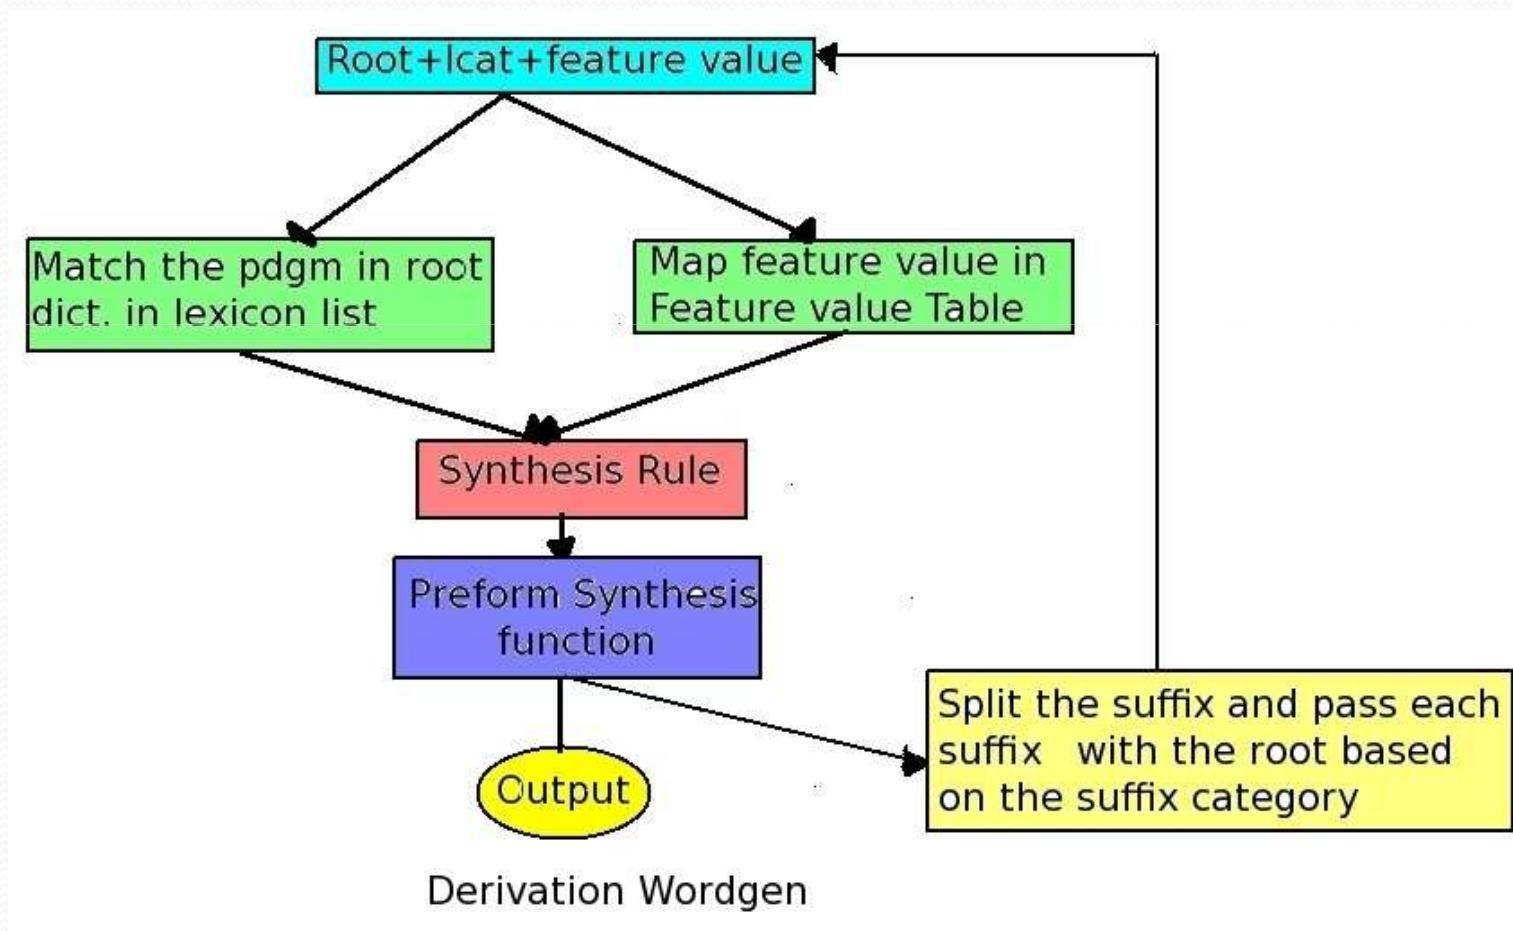 Root+lcat+feature value
Match the pdgm in root
dict. in lexicon list
Map feature value in
Feature value Table
Synthesis Rule
Preform Synthesis
function
Split the suffix and pass each
suffix with the root based
on the suffix category
Output
Derivation Wordgen